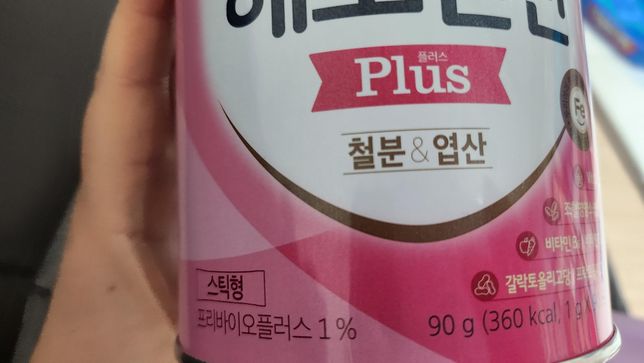 플러스
Plus
철분 & 엽산
Fe
비타민
갈락토올리고당
스틱형
프리바이오플러스 1%
90 g (360 kcal, 1 g